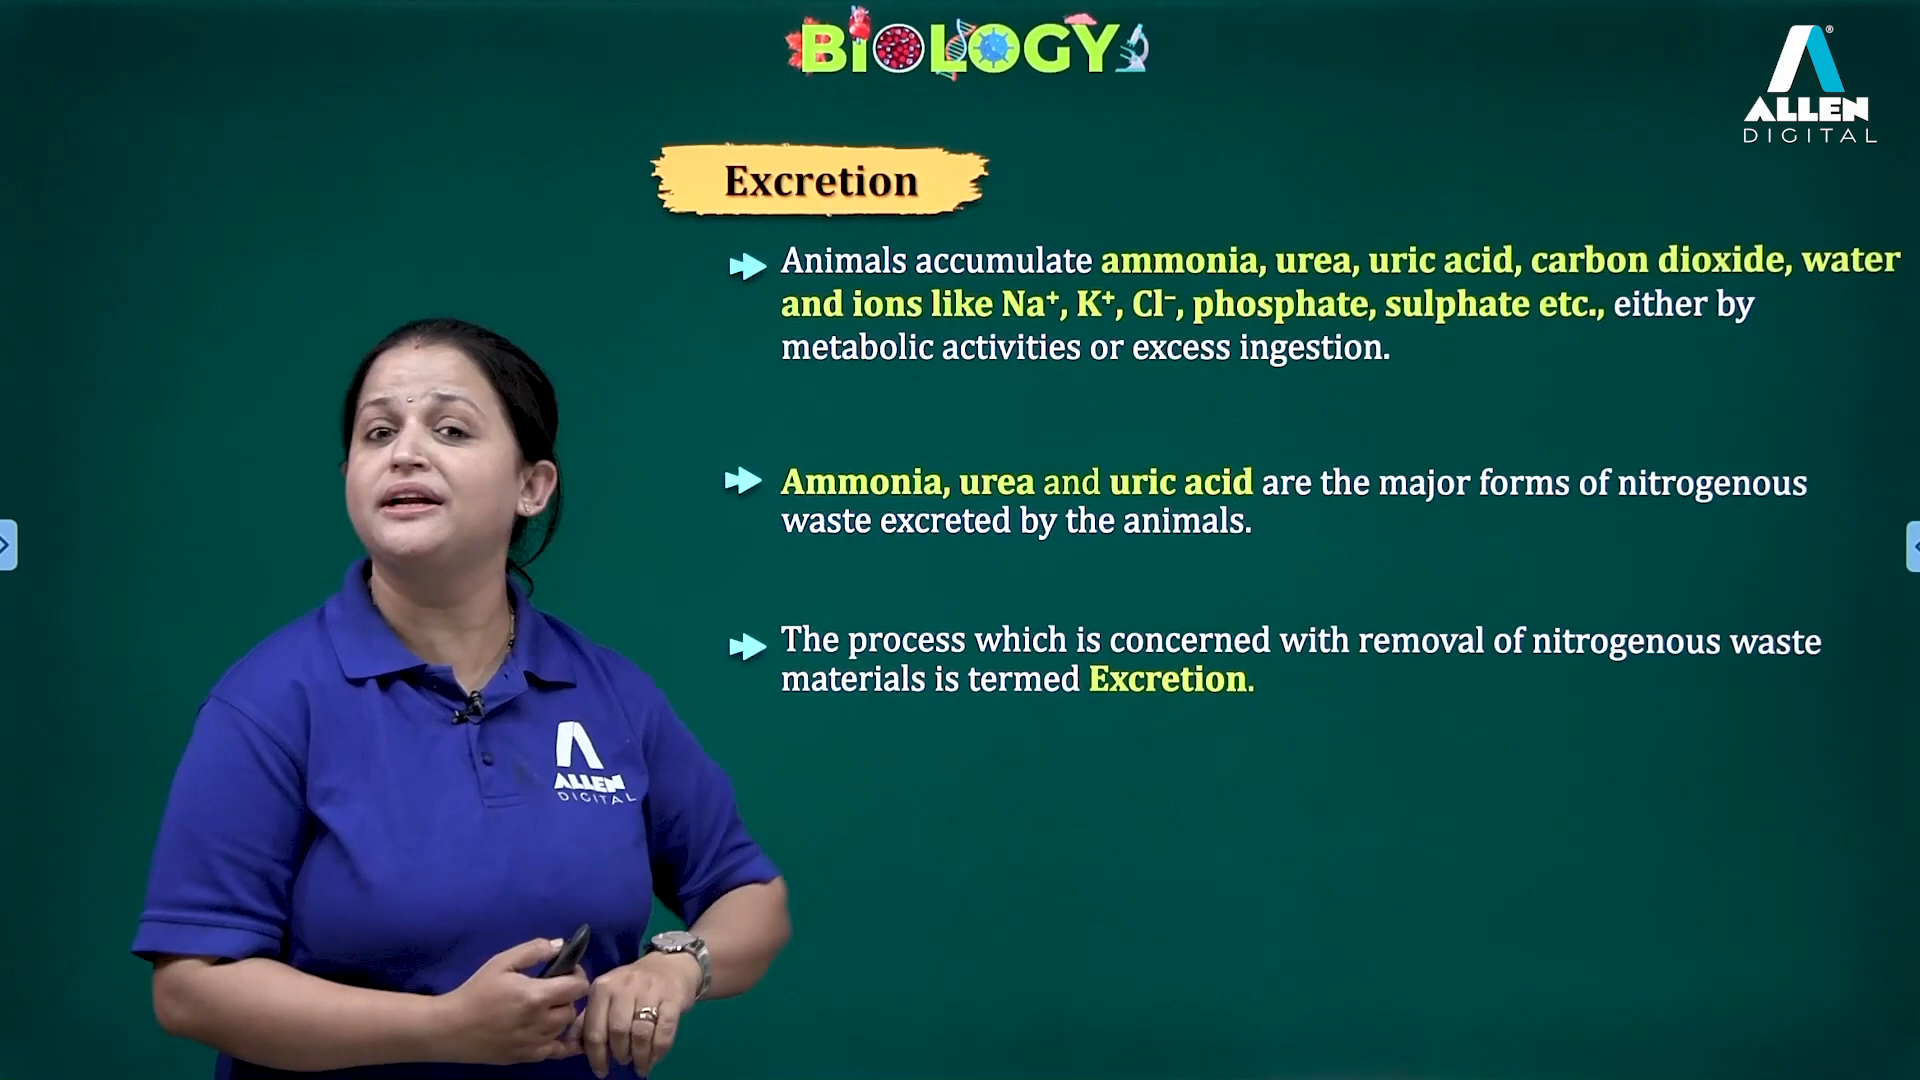 BIOLOGY
ALLEN
DIGITAL
Excretion
Animals accumulate ammonia, urea, uric acid, carbon dioxide, water
and ions like Na⁺, K⁺, Cl⁻, phosphate, sulphate etc., either by
metabolic activities or excess ingestion.
Ammonia, urea and uric acid are the major forms of nitrogenous
waste excreted by the animals.
The process which is concerned with removal of nitrogenous waste
materials is termed Excretion.
ALLEN
DIGITAL